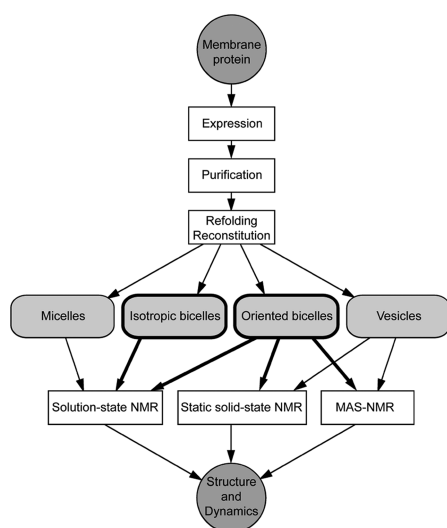 Membrane
protein
Expression
Purification
Refolding
Reconstitution
Micelles
Isotropic bicelles
Oriented bicelles
Vesicles
Solution-state NMR
Static solid-state NMR
MAS-NMR
Structure
and
Dynamics